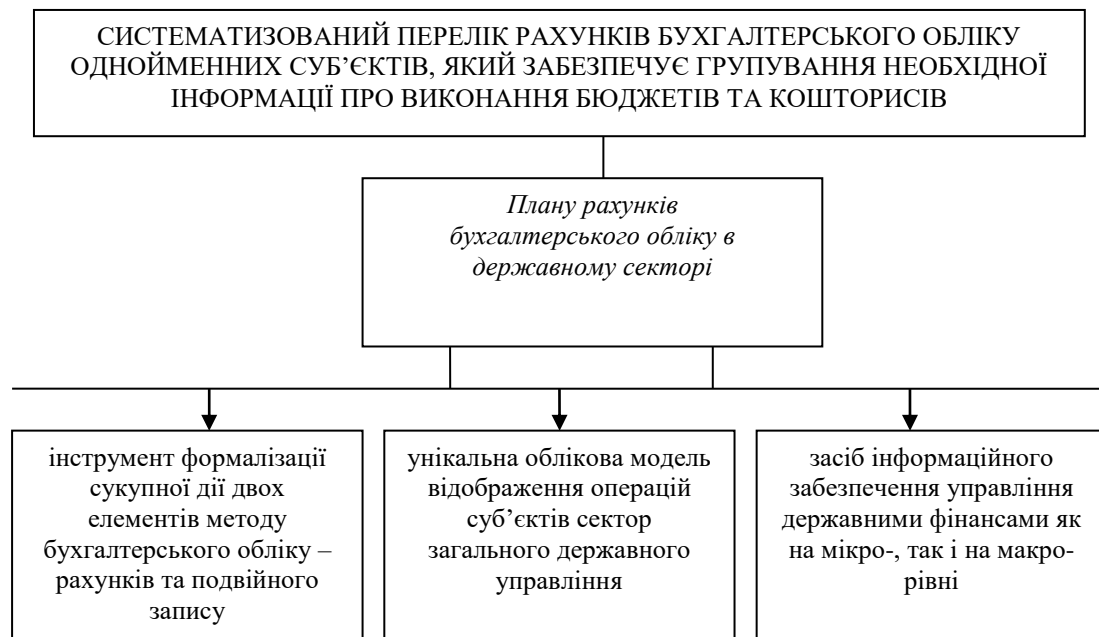 СИСТЕМАТИЗОВАНИЙ ПЕРЕЛІК РАХУНКІВ БУХГАЛТЕРСЬКОГО ОБЛІКУ
ОДНОЙМЕННИХ СУБ’ЄКТІВ, ЯКИЙ ЗАБЕЗПЕЧУЄ ГРУПУВАННЯ НЕОБХІДНОЇ
ІНФОРМАЦІЇ ПРО ВИКОНАННЯ БЮДЖЕТІВ ТА КОШТОРИСІВ
Плану рахунків
бухгалтерського обліку в
державному секторі
інструмент формалізації
сукупної дії двох
елементів методу
бухгалтерського обліку –
рахунків та подвійного
запису
унікальна облікова модель
відображення операцій
суб’єктів сектор
загального державного
управління
засіб інформаційного
забезпечення управління
державними фінансами як
на мікро-, так і на макро-
рівні